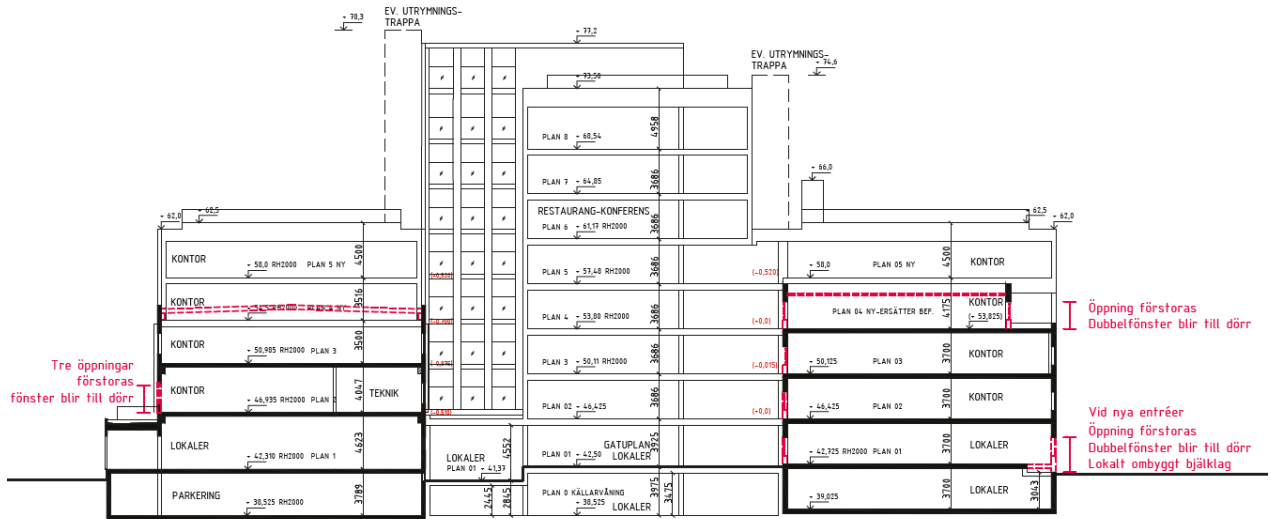 EV. UTRYMNINGS-
TRAPPA
+ 78,3
+ 77,2
EV. UTRYMNINGS-
TRAPPA
+ 74,6
+ 73,50
PLAN 8 + 68,54
4958
PLAN 7 + 64,85
3686
+ 66,0
RESTAURANG-KONFERENS
PLAN 6 + 61,17 RH2000
3686
+ 62,0
+ 62,5
+ 62,5
+ 62,0
KONTOR
+ 58,0 RH2000 PLAN 5 NY
4500
(+0,520)
PLAN 5 + 57,48 RH2000
3686
(-0,520)
+ 58,0
PLAN 05 NY
4500
KONTOR
KONTOR
3516
(-0,700)
PLAN 4 + 53,80 RH2000
3686
(-0,0)
PLAN 04 NY-ERSÄTTER BEF.
4175
KONTOR
(+ 53,825)
Öppning förstoras
Dubbelfönster blir till dörr
KONTOR
+ 50,985 RH2000 PLAN 3
3500
(-0,875)
PLAN 3 + 50,11 RH2000
3686
(-0,015)
+ 50,125
PLAN 03
3700
KONTOR
Tre öppningar
förstoras
fönster blir till dörr
KONTOR
+ 46,935 RH2000 PLAN 2
4047
TEKNIK
(-0,510)
PLAN 02 + 46,425
3686
(-0,0)
+ 46,425
PLAN 02
3700
KONTOR
Vid nya entréer
Öppning förstoras
Dubbelfönster blir till dörr
Lokalt ombyggt bjälklag
LOKALER
+ 42,310 RH2000 PLAN 1
4623
LOKALER
PLAN 01 + 41,37
4552
GATUPLAN
LOKALER
PLAN 01 + 42,50
3925
+ 42,725 RH2000 PLAN 01
3700
LOKALER
PARKERING
+ 38,525 RH2000
3789
2445
2845
PLAN 0 KÄLLARVÅNING
+ 38,525
LOKALER
3975
3475
+ 39,025
3700
LOKALER
3043